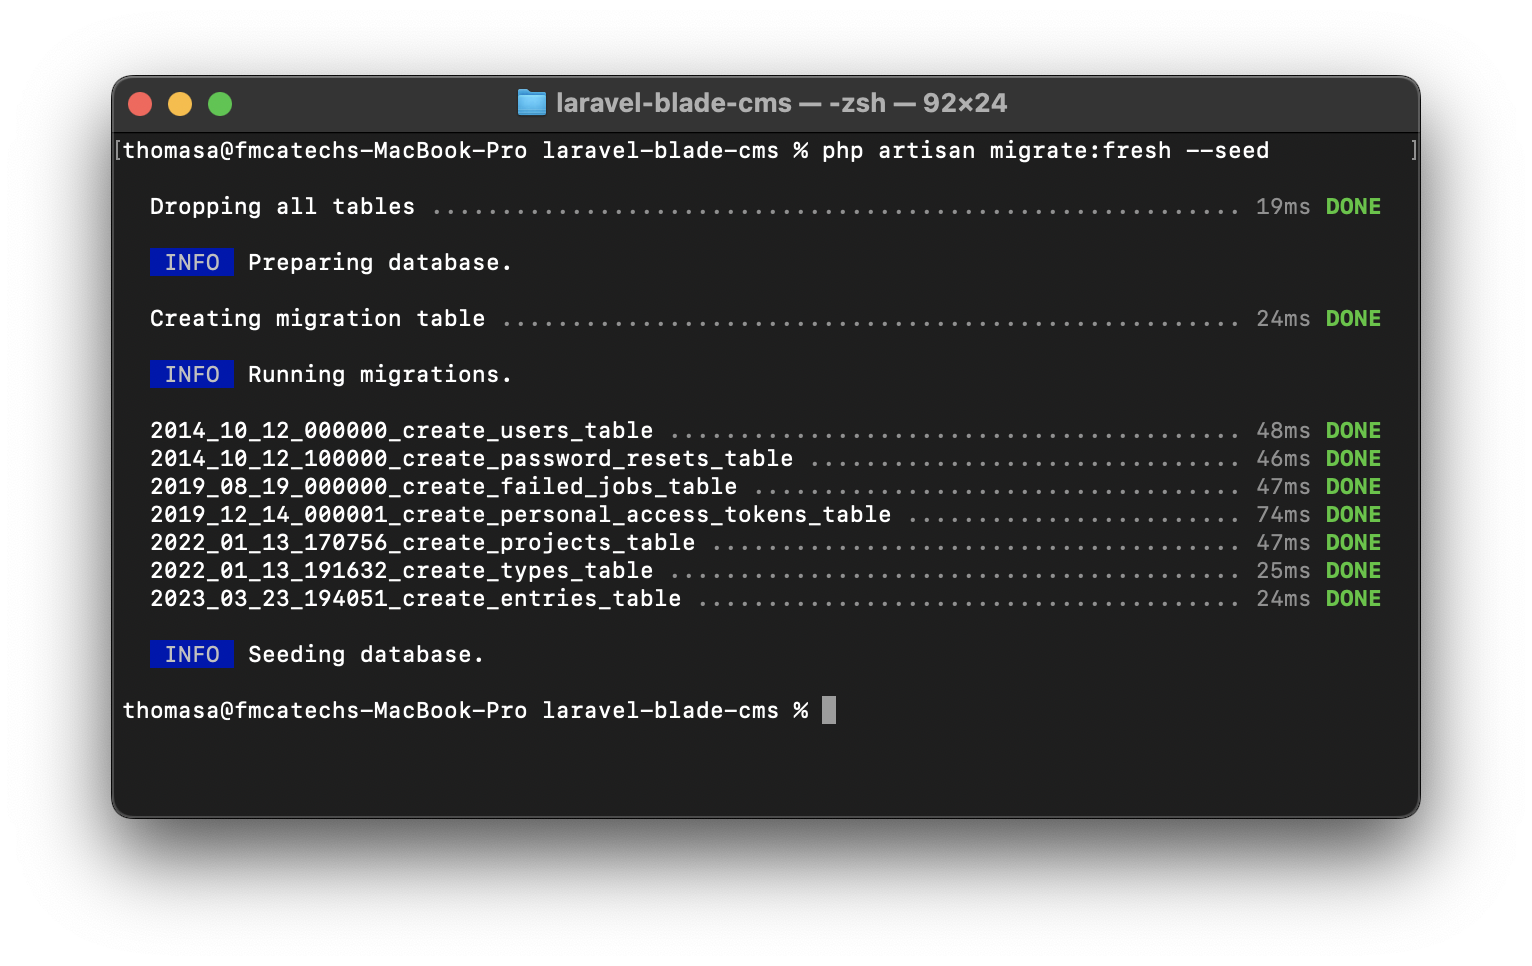 laravel-blade-cms — -zsh — 92×24
[thomasa@fmcatechs-MacBook-Pro laravel-blade-cms % php artisan migrate:fresh --seed ]
Dropping all tables .......................................................... 19ms DONE
INFO Preparing database.
Creating migration table ..................................................... 24ms DONE
INFO Running migrations.
2014_10_12_000000_create_users_table ......................................... 48ms DONE
2014_10_12_100000_create_password_resets_table ............................... 46ms DONE
2019_08_19_000000_create_failed_jobs_table ................................... 47ms DONE
2019_12_14_000001_create_personal_access_tokens_table ........................ 74ms DONE
2022_01_13_170756_create_projects_table ...................................... 47ms DONE
2022_01_13_191632_create_types_table ......................................... 25ms DONE
2023_03_23_194051_create_entries_table ....................................... 24ms DONE
INFO Seeding database.
thomasa@fmcatechs-MacBook-Pro laravel-blade-cms %